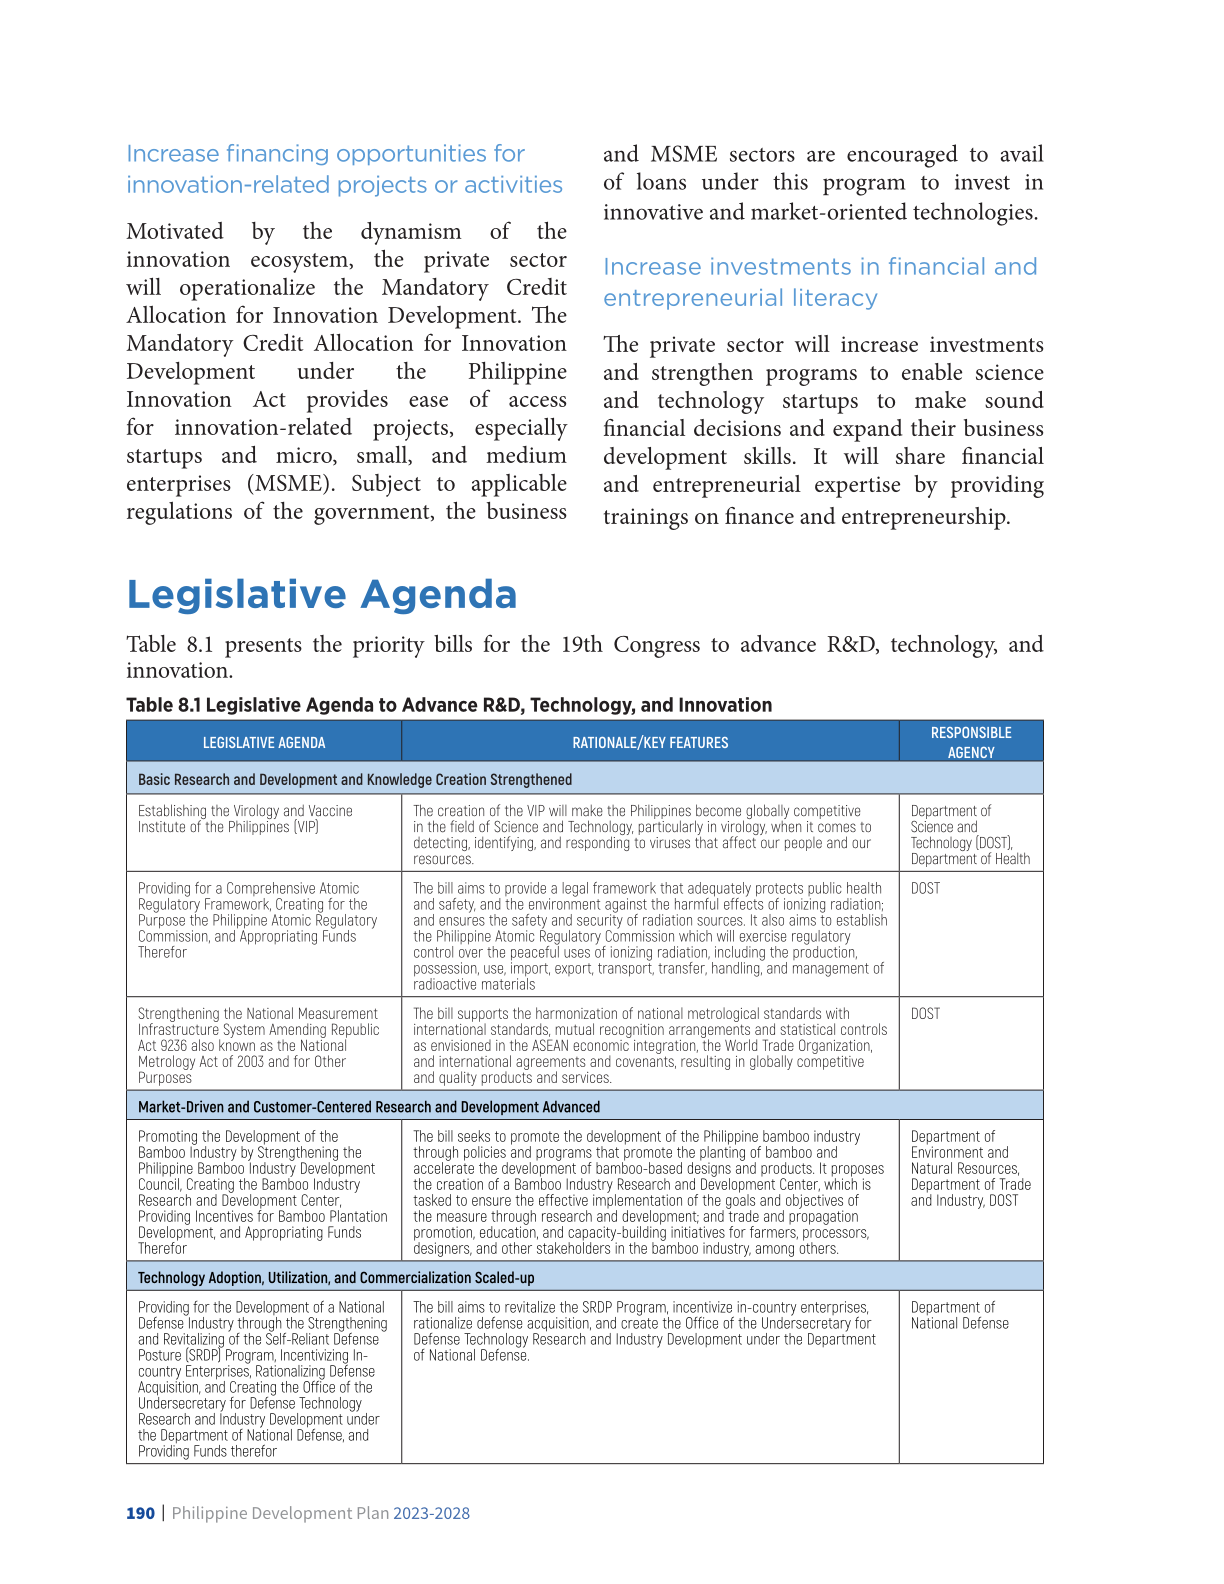 Increase financing opportunities for
innovation-related projects or activities
Motivated by the dynamism of the
innovation ecosystem, the private sector
will operationalize the Mandatory Credit
Allocation for Innovation Development. The
Mandatory Credit Allocation for Innovation
Development under the Philippine
Innovation Act provides ease of access
for innovation-related projects, especially
startups and micro, small, and medium
enterprises (MSME). Subject to applicable
regulations of the government, the business
and MSME sectors are encouraged to avail
of loans under this program to invest in
innovative and market-oriented technologies.
Increase investments in financial and
entrepreneurial literacy
The private sector will increase investments
and strengthen programs to enable science
and technology startups to make sound
financial decisions and expand their business
development skills. It will share financial
and entrepreneurial expertise by providing
trainings on finance and entrepreneurship.
Legislative Agenda
Table 8.1 presents the priority bills for the 19th Congress to advance R&D, technology, and
innovation.
Table 8.1 Legislative Agenda to Advance R&D, Technology, and Innovation
LEGISLATIVE AGENDA
RATIONALE/KEY FEATURES
RESPONSIBLE
AGENCY
Basic Research and Development and Knowledge Creation Strengthened
Establishing the Virology and Vaccine
Institute of the Philippines (VIP)
The creation of the VIP will make the Philippines become globally competitive
in the field of Science and Technology, particularly in virology, when it comes to
detecting, identifying, and responding to viruses that affect our people and our
resources.
Department of
Science and
Technology (DOST),
Department of Health
Providing for a Comprehensive Atomic
Regulatory Framework, Creating for the
Purpose the Philippine Atomic Regulatory
Commission, and Appropriating Funds
Therefor
The bill aims to provide a legal framework that adequately protects public health
and safety, and the environment against the harmful effects of ionizing radiation;
and ensures the safety and security of radiation sources. It also aims to establish
the Philippine Atomic Regulatory Commission which will exercise regulatory
control over the peaceful uses of ionizing radiation, including the production,
possession, use, import, export, transport, transfer, handling, and management of
radioactive materials
DOST
Strengthening the National Measurement
Infrastructure System Amending Republic
Act 9236 also known as the National
Metrology Act of 2003 and for Other
Purposes
The bill supports the harmonization of national metrological standards with
international standards, mutual recognition arrangements and statistical controls
as envisioned in the ASEAN economic integration, the World Trade Organization,
and international agreements and covenants, resulting in globally competitive
and quality products and services.
DOST
Market-Driven and Customer-Centered Research and Development Advanced
Promoting the Development of the
Bamboo Industry by Strengthening the
Philippine Bamboo Industry Development
Council, Creating the Bamboo Industry
Research and Development Center,
Providing Incentives for Bamboo Plantation
Development, and Appropriating Funds
Therefor
The bill seeks to promote the development of the Philippine bamboo industry
through policies and programs that promote the planting of bamboo and
accelerate the development of bamboo-based designs and products. It proposes
the creation of a Bamboo Industry Research and Development Center, which is
tasked to ensure the effective implementation of the goals and objectives of
the measure through research and development; and trade and propagation
promotion, education, and capacity-building initiatives for farmers, processors,
designers, and other stakeholders in the bamboo industry, among others.
Department of
Environment and
Natural Resources,
Department of Trade
and Industry, DOST
Technology Adoption, Utilization, and Commercialization Scaled-up
Providing for the Development of a National
Defense Industry through the Strengthening
and Revitalizing of the Self-Reliant Defense
Posture (SRDP) Program, Incentivizing In-
country Enterprises, Rationalizing Defense
Acquisition, and Creating the Office of the
Undersecretary for Defense Technology
Research and Industry Development under
the Department of National Defense, and
Providing Funds therefor
The bill aims to revitalize the SRDP Program, incentivize in-country enterprises,
rationalize defense acquisition, and create the Office of the Undersecretary for
Defense Technology Research and Industry Development under the Department
of National Defense.
Department of
National Defense
190 | Philippine Development Plan 2023-2028